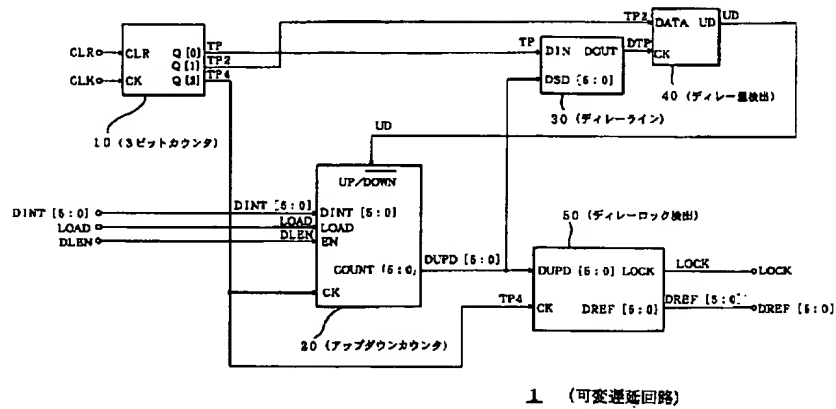 CLR CLR Q [0] TP
CLK CK Q [1] TP2
Q [2] TP4
10 (3ビットカウンタ)
TP DIN DOUT DTP
DSD [5:0]
30 (ディレーライン)
TP2 DATA UD UD
CK
40 (ディレー量検出)
UD
UP/DOWN
DINT [5:0] DINT [5:0] DINT [5:0]
LOAD LOAD LOAD
DLEN DLEN EN
COUNT [5:0] DUPD [5:0]
CK
20 (アップダウンカウンタ)
50 (ディレーロック検出)
DUPD [5:0] LOCK LOCK LOCK
TP4 CK DREF [5:0] DREF [5:0] DREF [5:0]
1 (可変遅延回路)